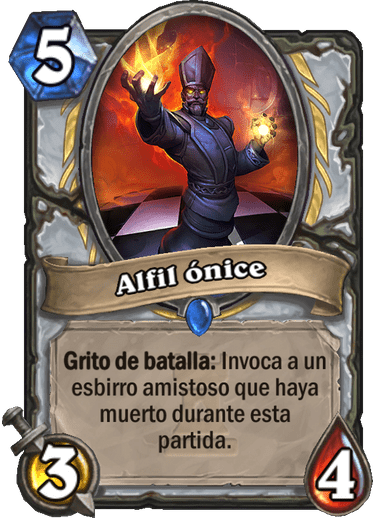 5
Alfil ónice
Grito de batalla: Invoca a un
esbirro amistoso que haya
muerto durante esta
partida.
3
4